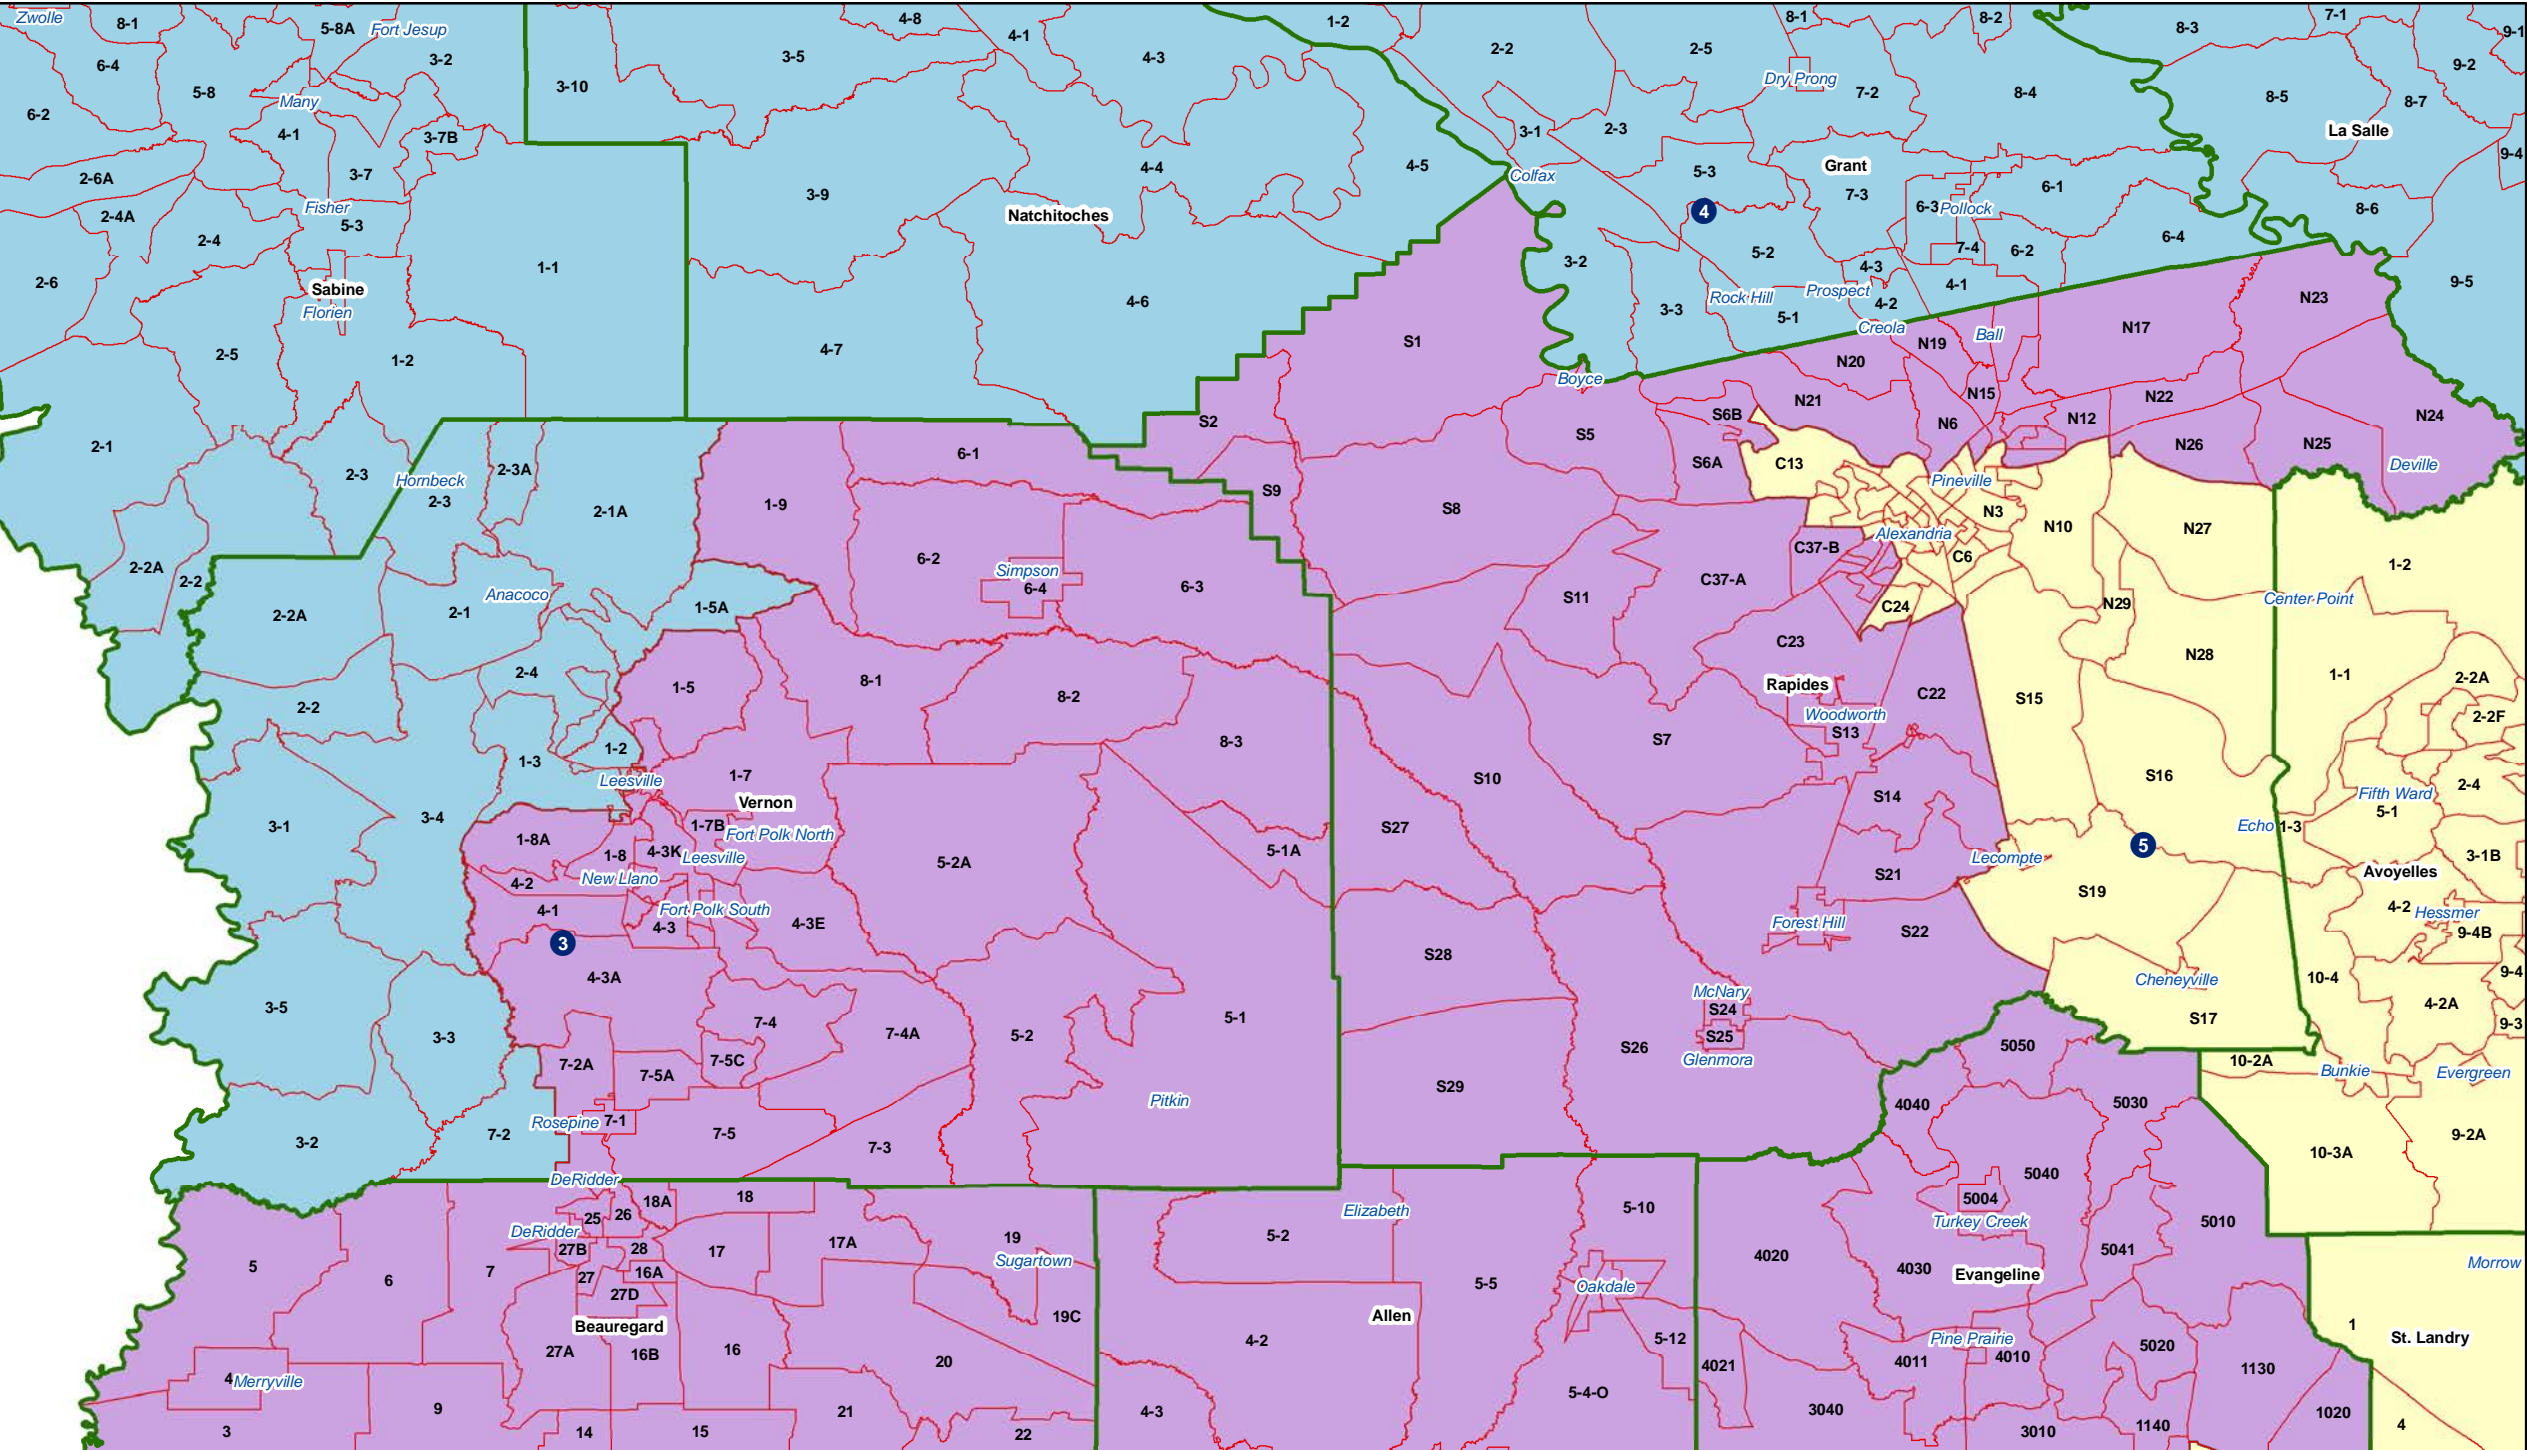 Zwolle
8-1
5-8A
Fort Jesup
4-8
4-1
1-2
8-1
8-2
8-3
7-1
9-1
6-4
3-2
3-5
4-3
2-2
2-5
9-2
5-8
Many
3-10
Dry Prong
7-2
8-4
8-5
8-7
6-2
4-1
3-7B
3-1
2-3
La Salle
2-6A
3-7
3-9
4-4
4-5
Colfax
5-3
Grant
7-3
6-1
9-4
2-4A
Fisher
5-3
Natchitoches
4
6-3
Pollock
8-6
2-4
1-1
3-2
5-2
7-4
6-2
6-4
2-6
Sabine
Florien
4-6
3-3
Rock Hill
Prospect
4-3
4-2
4-1
9-5
N23
5-1
Creola
Ball
N17
2-5
1-2
4-7
S1
N20
N19
Boyce
N21
N15
N22
N24
2-1
S2
S5
S6B
N6
N12
N26
N25
2-3
Hornbeck
2-3
2-3A
6-1
S9
S6A
C13
Pineville
Deville
2-1A
1-9
S8
N3
N10
N27
2-2A
2-2
6-2
Simpson
6-4
6-3
C37-B
Alexandria
C6
1-2
2-2A
2-1
Anacoco
1-5A
S11
C37-A
C24
N29
Center Point
C23
N28
2-4
1-5
8-1
8-2
Rapides
C22
S15
1-1
2-2A
2-2
Woodworth
S13
2-2F
1-3
1-2
8-3
S7
Leesville
1-7
Vernon
S10
S14
S16
2-4
Fifth Ward
5-1
3-1
3-4
1-8A
1-7B
Fort Polk North
S27
Echo
1-3
5
1-8
4-3K
Leesville
5-2A
5-1A
Lecompte
3-1B
4-2
New Llano
S21
S19
Avoyelles
4-1
Fort Polk South
4-3
4-3E
Forest Hill
S22
4-2
Hessmer
9-4B
3
S28
4-3A
McNary
S24
Cheneyville
10-4
9-4
3-5
7-4
7-4A
5-2
5-1
S25
Glenmora
S17
4-2A
9-3
3-3
7-2A
7-5A
7-5C
S26
5050
10-2A
Bunkie
Evergreen
S29
Pitkin
4040
5030
Rosepine
7-1
3-2
7-2
7-5
7-3
9-2A
10-3A
DeRidder
5040
18A
18
5004
Turkey Creek
Elizabeth
5-10
5010
25
26
DeRidder
27B
28
17
17A
19
Sugartown
5-2
4020
4030
Evangeline
5041
Morrow
5
6
7
27
16A
27D
5-5
Oakdale
Beauregard
19C
Allen
1
St. Landry
27A
16B
16
20
4-2
5-12
4021
Pine Prairie
4011
4010
5020
1130
4
Merryville
5-4-O
3
9
14
15
21
22
4-3
3040
3010
1140
1020
4